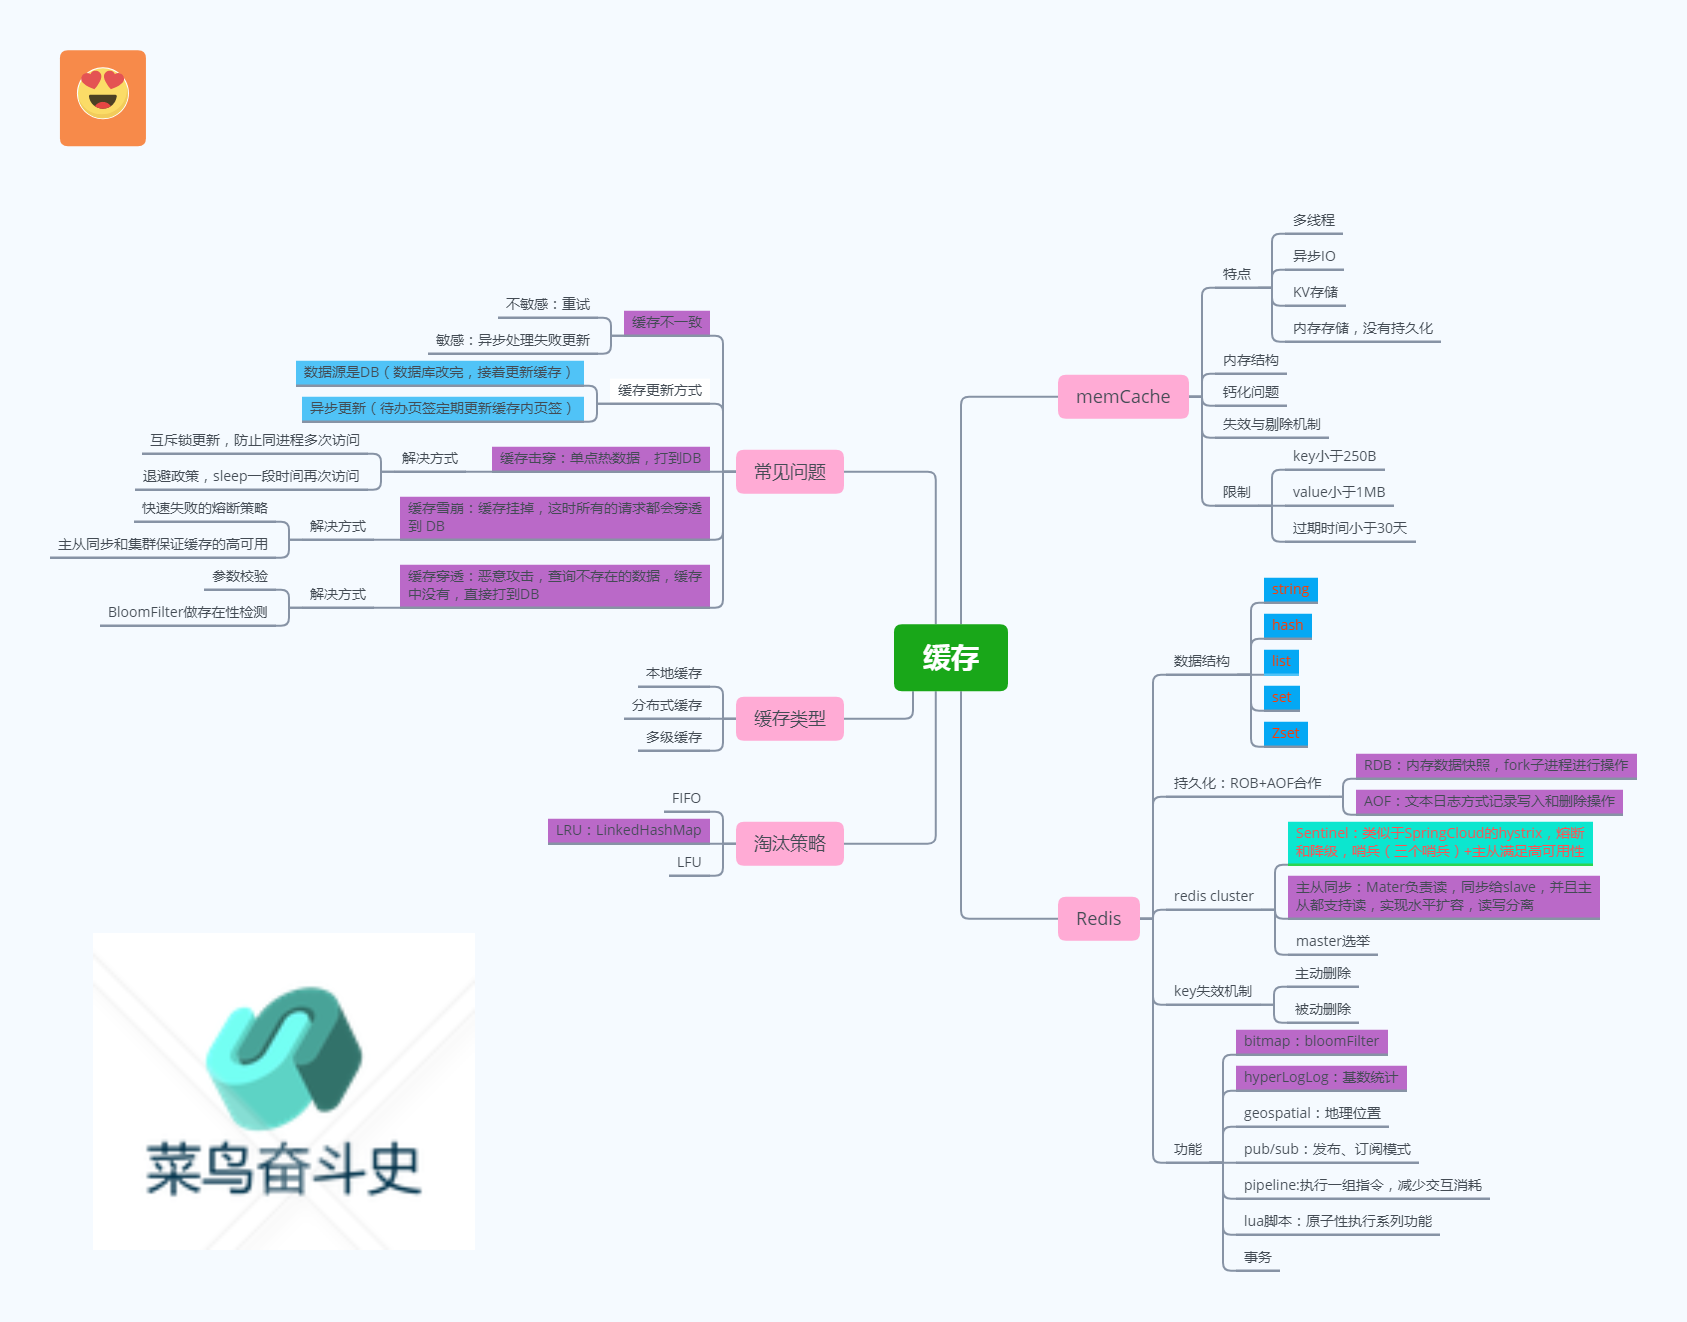 缓存
常见问题
缓存不一致
不敏感：重试
敏感：异步处理失败更新
缓存更新方式
数据源是DB（数据库改完，接着更新缓存）
异步更新（待办页签定期更新缓存内页签）
缓存击穿：单点热数据，打到DB
解决方式
互斥锁更新，防止同进程多次访问
退避政策，sleep一段时间再次访问
缓存雪崩：缓存挂掉，这时所有的请求都会穿透
到 DB
解决方式
快速失败的熔断策略
主从同步和集群保证缓存的高可用
缓存穿透：恶意攻击，查询不存在的数据，缓存
中没有，直接打到DB
解决方式
参数校验
BloomFilter做存在性检测
缓存类型
本地缓存
分布式缓存
多级缓存
淘汰策略
FIFO
LRU：LinkedHashMap
LFU
memCache
特点
多线程
异步IO
KV存储
内存存储，没有持久化
内存结构
钙化问题
失效与剔除机制
限制
key小于250B
value小于1MB
过期时间小于30天
Redis
数据结构
string
hash
list
set
Zset
持久化：ROB+AOF合作
RDB：内存数据快照，fork子进程进行操作
AOF：文本日志方式记录写入和删除操作
redis cluster
Sentinel：类似于SpringCloud的hystrix，熔断
和降级，哨兵（三个哨兵）+主从满足高可用性
主从同步：Mater负责读，同步给slave，并且主
从都支持读，实现水平扩容，读写分离
master选举
key失效机制
主动删除
被动删除
功能
bitmap：bloomFilter
hyperLogLog：基数统计
geospatial：地理位置
pub/sub：发布、订阅模式
pipeline:执行一组指令，减少交互消耗
lua脚本：原子性执行系列功能
事务
菜鸟奋斗史